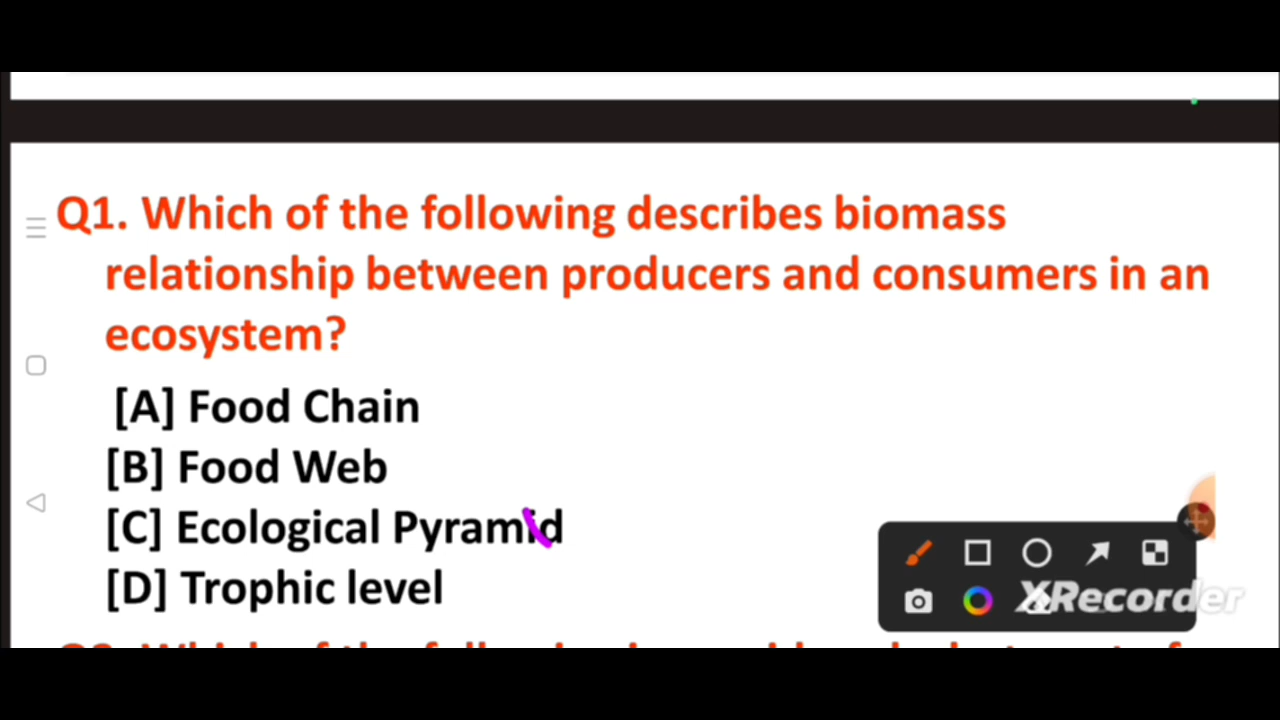 Q1. Which of the following describes biomass
relationship between producers and consumers in an
ecosystem?
[A] Food Chain
[B] Food Web
[C] Ecological Pyramid
[D] Trophic level
XRecorder